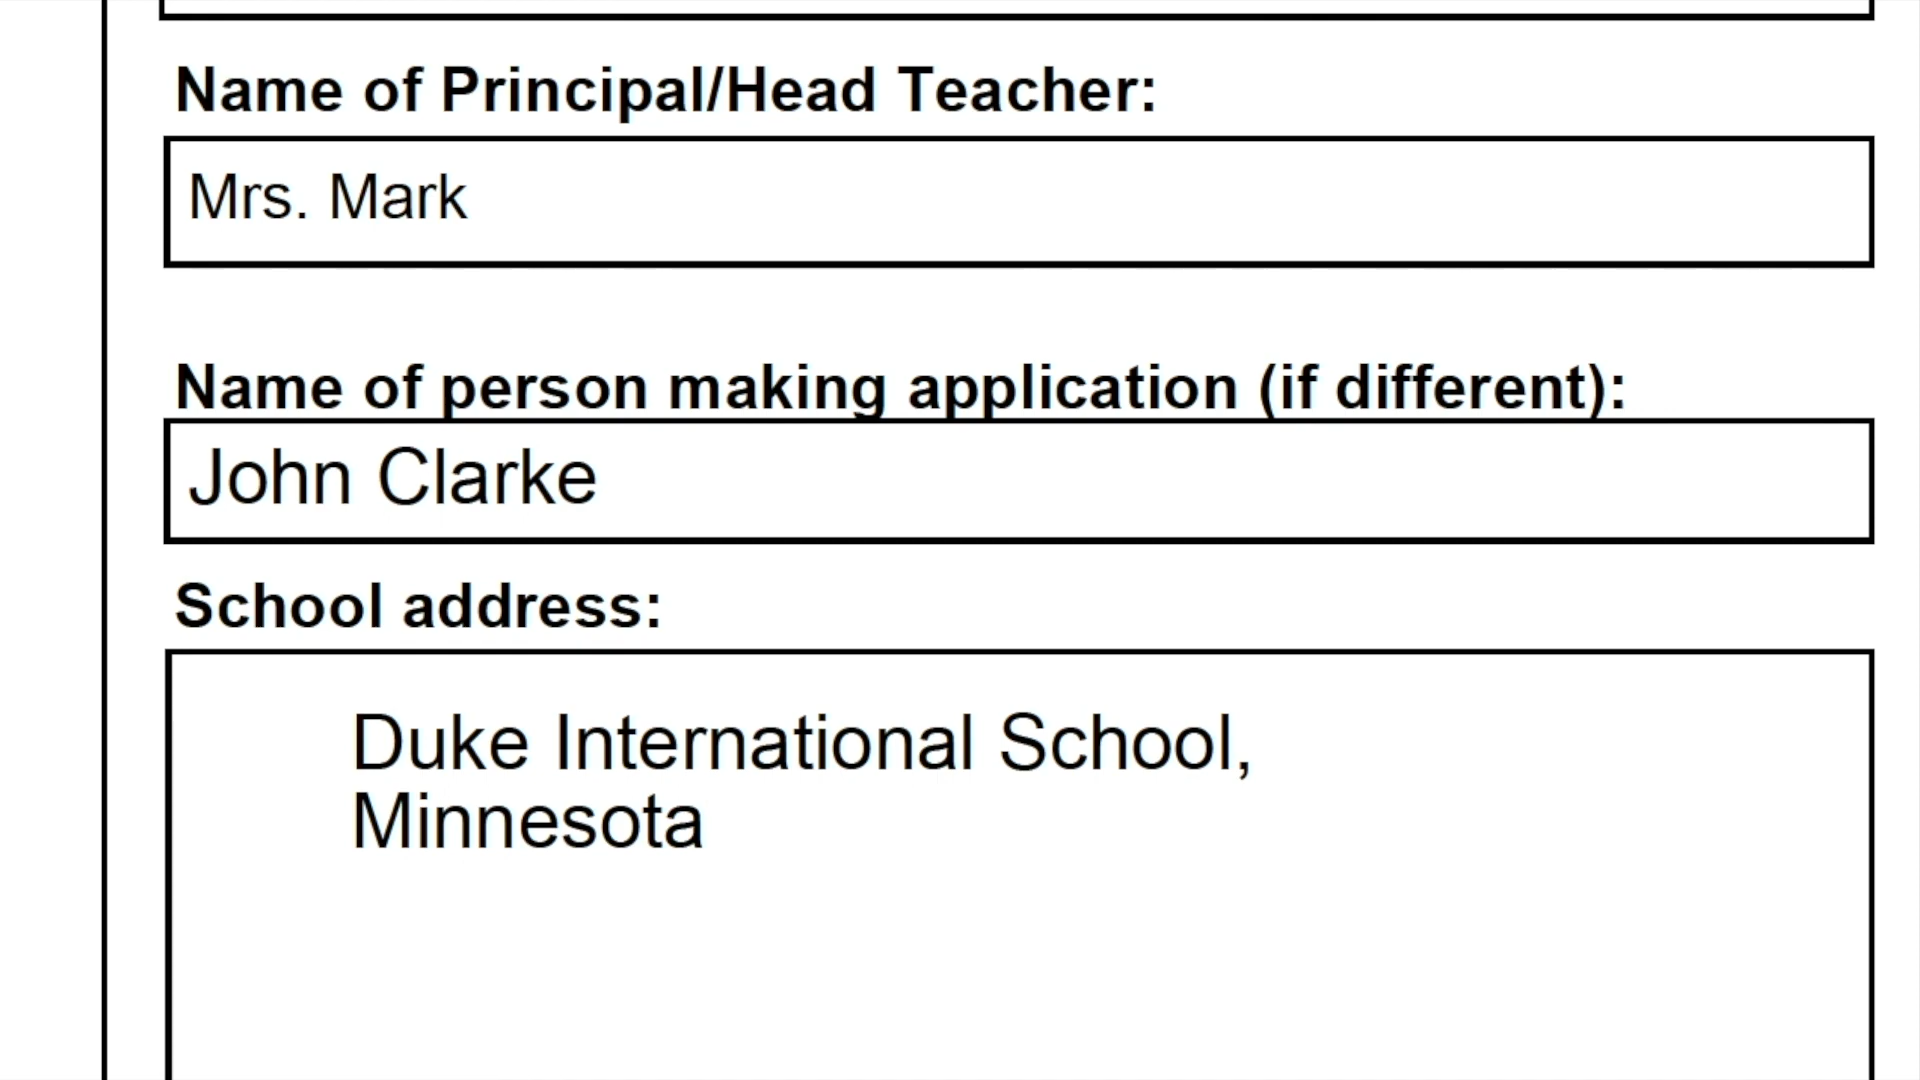 Name of Principal/Head Teacher:
Mrs. Mark
Name of person making application (if different):
John Clarke
School address:
Duke International School,
Minnesota